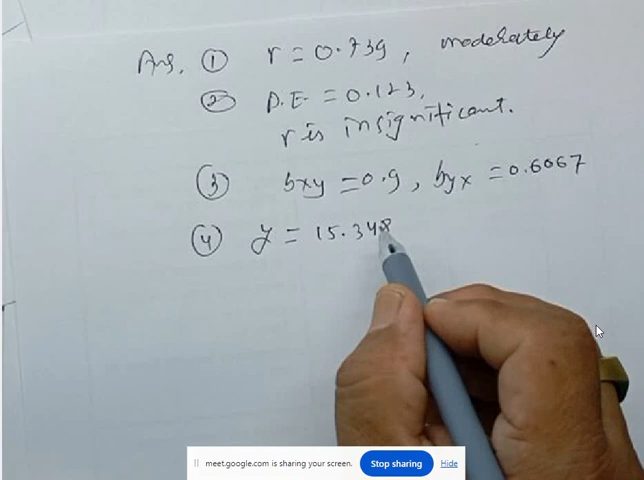 Ans. ① r = 0.739, moderately
② P.E. = 0.123,
r is insignificant.
③ bxy = 0.9, byx = 0.6067
④ y = 15.348
meet.google.com is sharing your screen. Stop sharing Hide